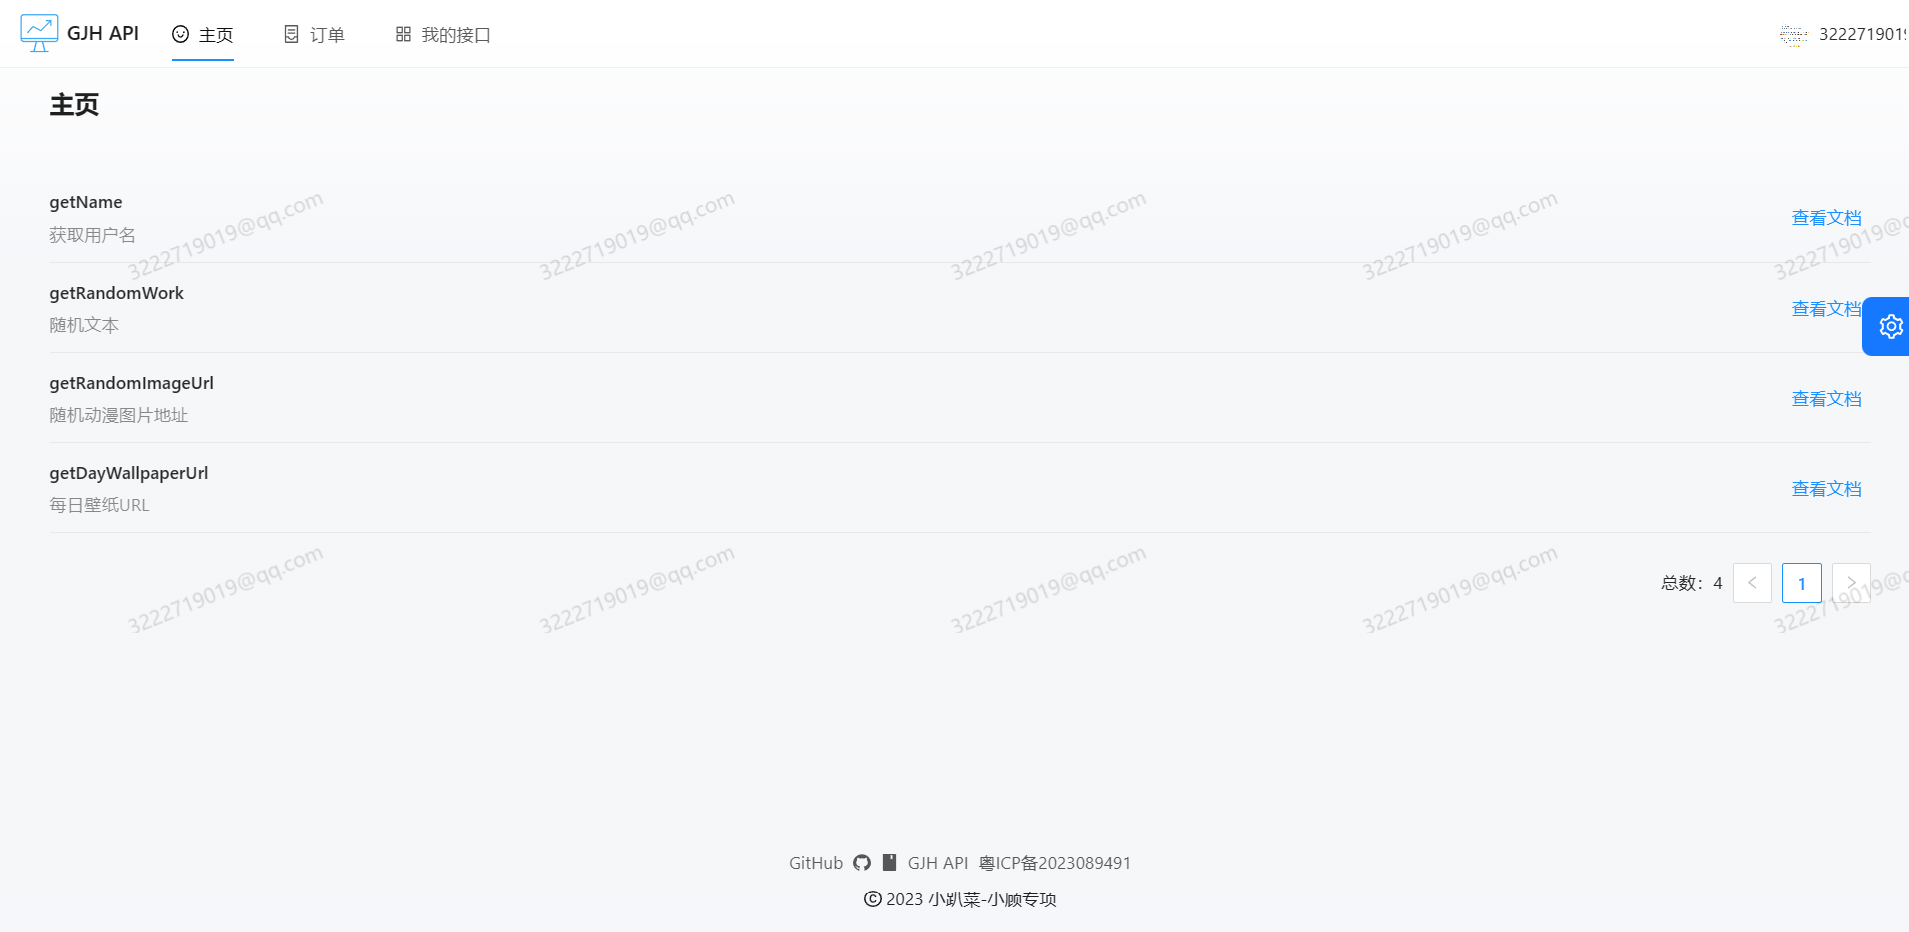 GJH API 主页 订单 我的接口 322271901
主页
getName
获取用户名
查看文档
3222719019@qq.com 3222719019@qq.com 3222719019@qq.com 3222719019@qq.com 3222719019@q
getRandomWork
随机文本
查看文档
getRandomImageUrl
随机动漫图片地址
查看文档
getDayWallpaperUrl
每日壁纸URL
查看文档
3222719019@qq.com 3222719019@qq.com 3222719019@qq.com 3222719019@qq.com 3222719019@q
总数：4 < 1 >
GitHub GJH API 粤ICP备2023089491
© 2023 小趴菜-小顾专项